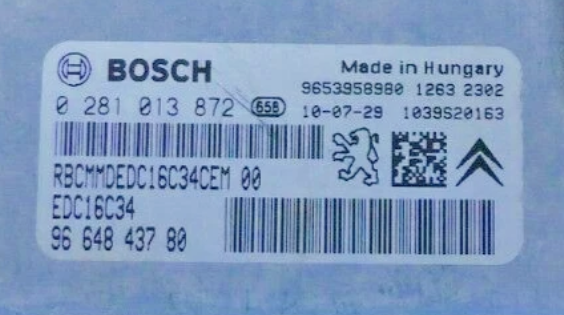 BOSCH
Made in Hungary
9653958980 1263 2302
0 281 013 872 658 10-07-29 1039S20163
RBCMMDEDC16C34CEM 00
EDC16C34
96 648 437 80